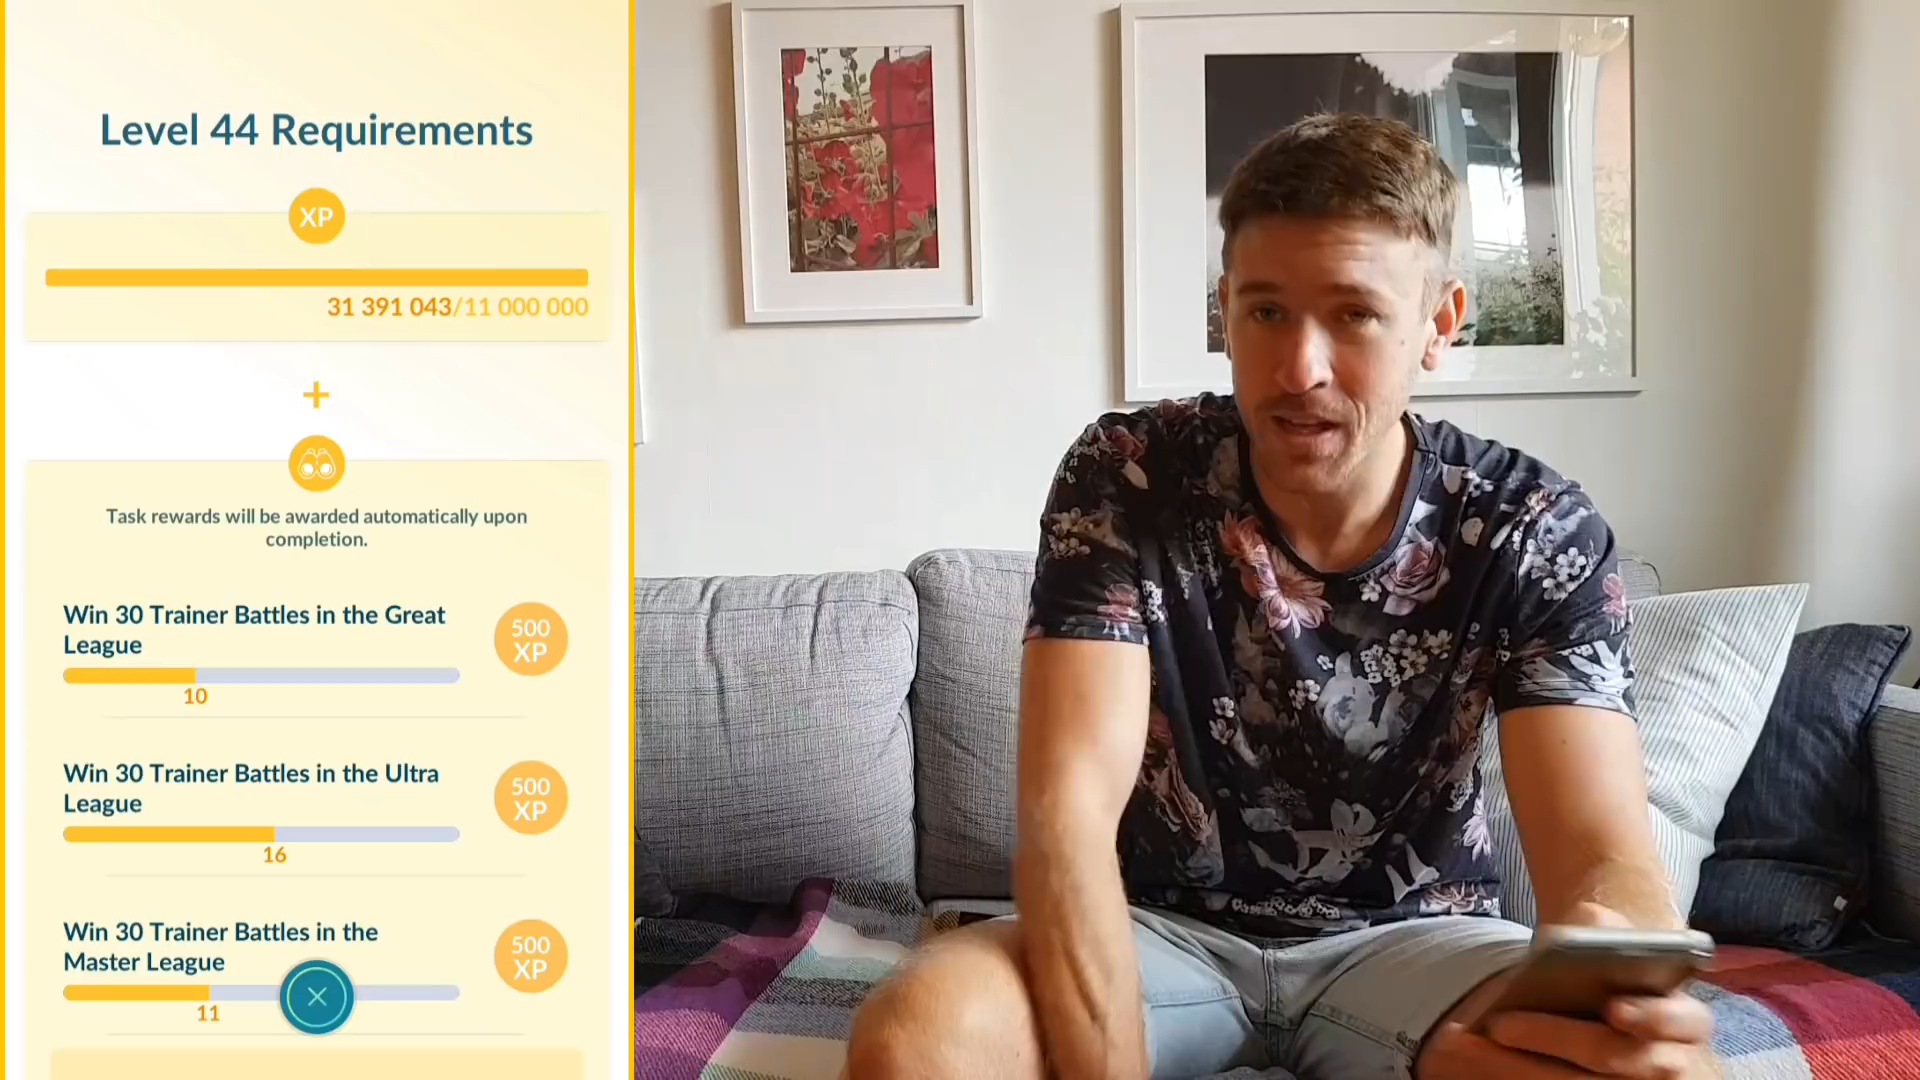 Level 44 Requirements
XP
31 391 043/11 000 000
+
Task rewards will be awarded automatically upon
completion.
Win 30 Trainer Battles in the Great
League
500
XP
10
Win 30 Trainer Battles in the Ultra
League
500
XP
16
Win 30 Trainer Battles in the
Master League
500
XP
11